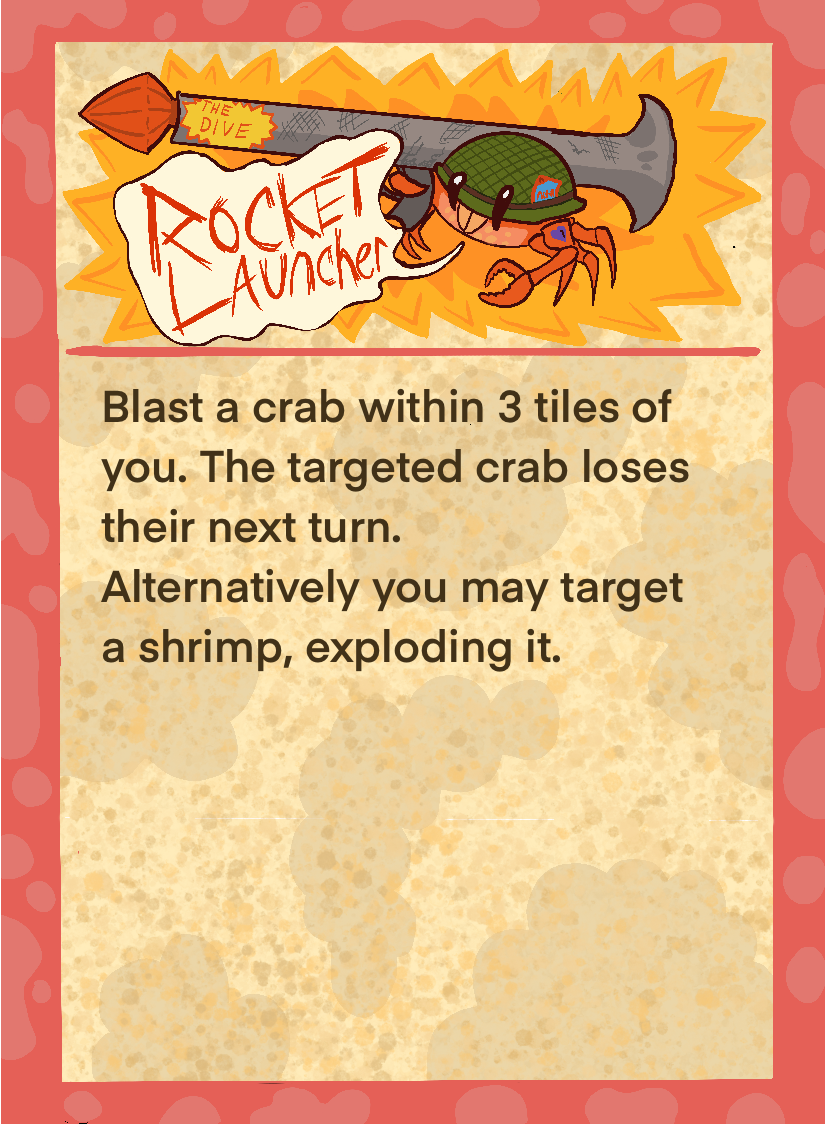 THE
DIVE
ROCKET
LAUncher
Blast a crab within 3 tiles of
you. The targeted crab loses
their next turn.
Alternatively you may target
a shrimp, exploding it.